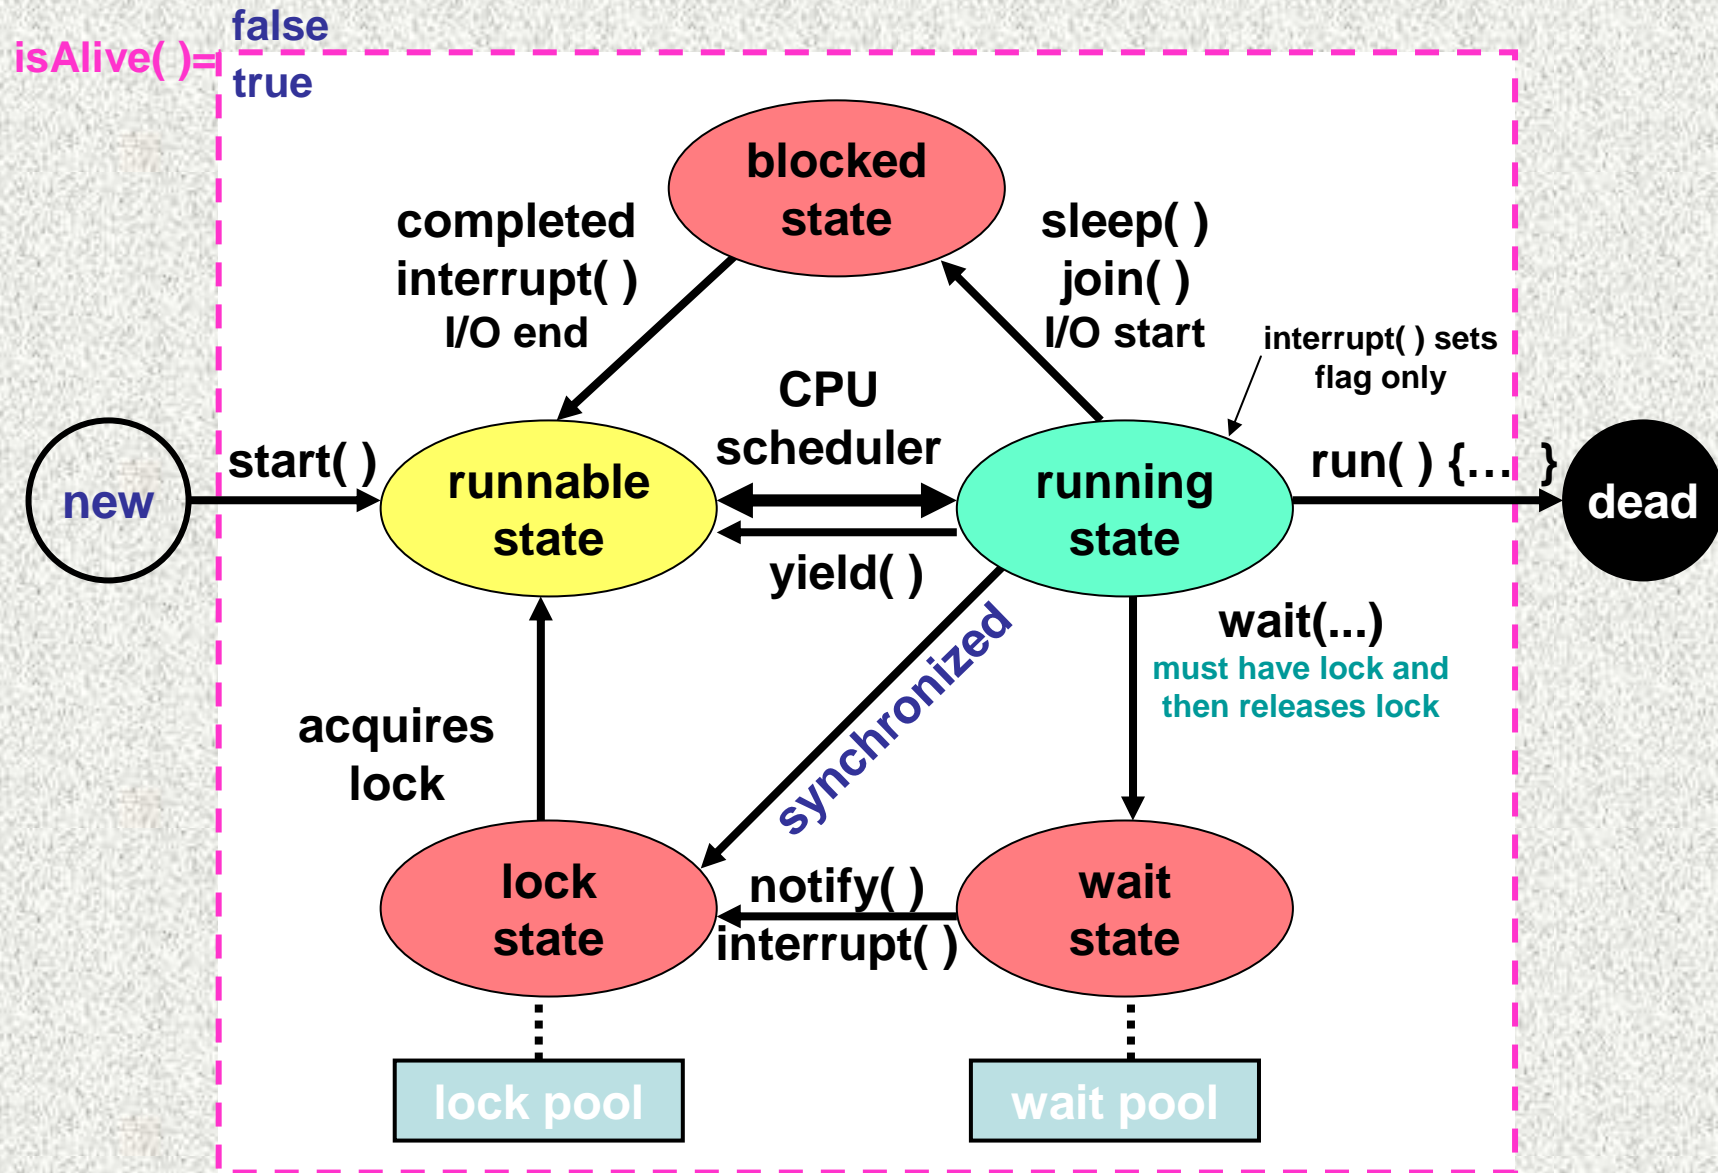 false
isAlive( )=
true
blocked
state
completed
interrupt( )
I/O end
sleep( )
join( )
I/O start
interrupt( ) sets
flag only
CPU
scheduler
new
start( )
runnable
state
running
state
run( ) {... }
dead
yield( )
synchronized
wait(...)
must have lock and
then releases lock
acquires
lock
lock
state
notify( )
interrupt( )
wait
state
lock pool
wait pool